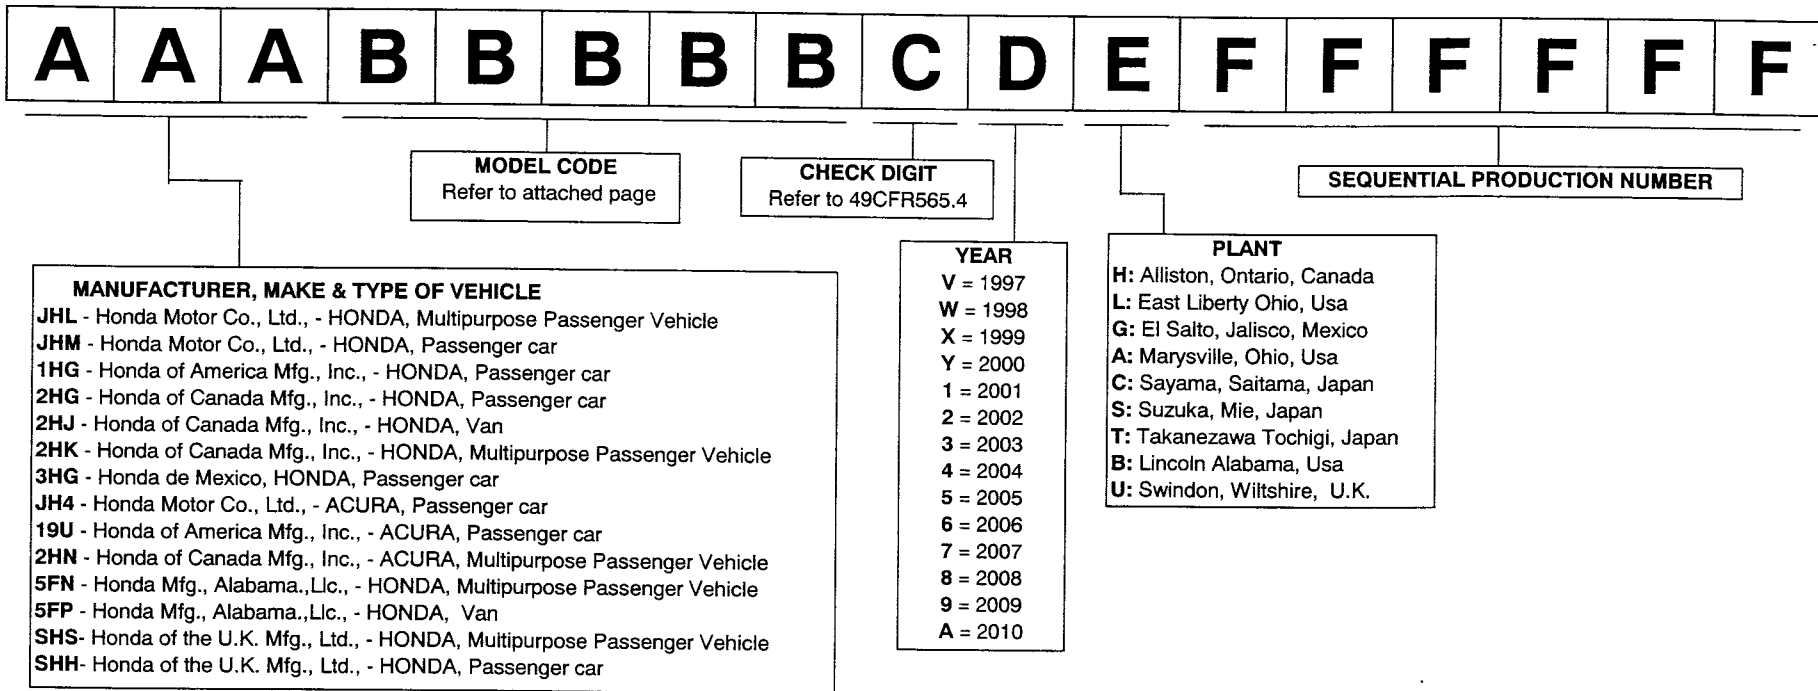 A A A B B B B B C D E F F F F F F
MODEL CODE
Refer to attached page
CHECK DIGIT
Refer to 49CFR565.4
SEQUENTIAL PRODUCTION NUMBER
MANUFACTURER, MAKE & TYPE OF VEHICLE
JHL - Honda Motor Co., Ltd., - HONDA, Multipurpose Passenger Vehicle
JHM - Honda Motor Co., Ltd., - HONDA, Passenger car
1HG - Honda of America Mfg., Inc., - HONDA, Passenger car
2HG - Honda of Canada Mfg., Inc., - HONDA, Passenger car
2HJ - Honda of Canada Mfg., Inc., - HONDA, Van
2HK - Honda of Canada Mfg., Inc., - HONDA, Multipurpose Passenger Vehicle
3HG - Honda de Mexico, HONDA, Passenger car
JH4 - Honda Motor Co., Ltd., - ACURA, Passenger car
19U - Honda of America Mfg., Inc., - ACURA, Passenger car
2HN - Honda of Canada Mfg., Inc., - ACURA, Multipurpose Passenger Vehicle
5FN - Honda Mfg., Alabama.,Llc., - HONDA, Multipurpose Passenger Vehicle
5FP - Honda Mfg., Alabama.,Llc., - HONDA, Van
SHS- Honda of the U.K. Mfg., Ltd., - HONDA, Multipurpose Passenger Vehicle
SHH- Honda of the U.K. Mfg., Ltd., - HONDA, Passenger car
YEAR
V = 1997
W = 1998
X = 1999
Y = 2000
1 = 2001
2 = 2002
3 = 2003
4 = 2004
5 = 2005
6 = 2006
7 = 2007
8 = 2008
9 = 2009
A = 2010
PLANT
H: Alliston, Ontario, Canada
L: East Liberty Ohio, Usa
G: El Salto, Jalisco, Mexico
A: Marysville, Ohio, Usa
C: Sayama, Saitama, Japan
S: Suzuka, Mie, Japan
T: Takanezawa Tochigi, Japan
B: Lincoln Alabama, Usa
U: Swindon, Wiltshire, U.K.